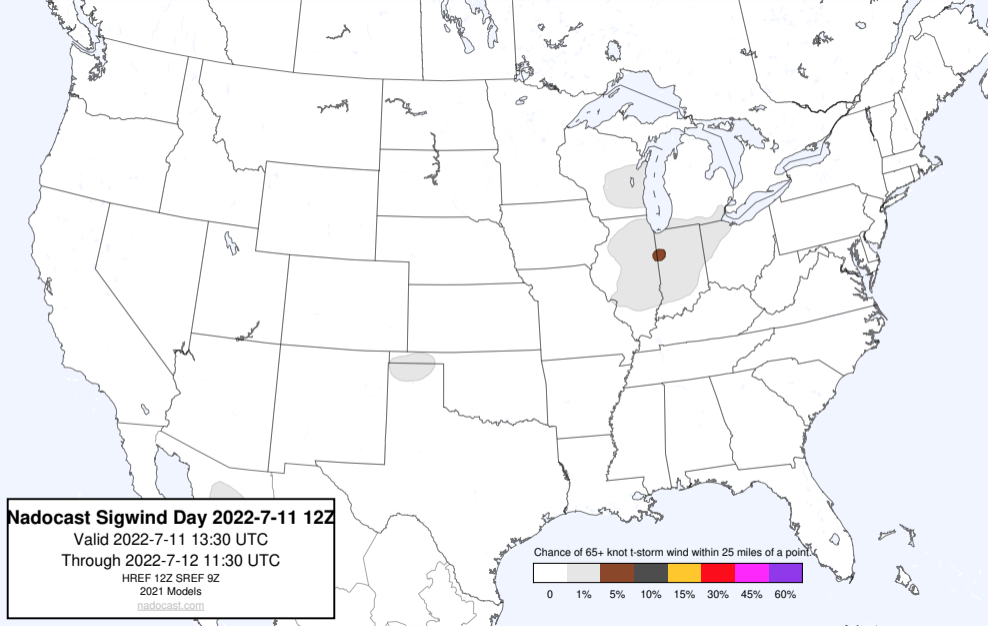 Nadocast Sigwind Day 2022-7-11 12Z
Valid 2022-7-11 13:30 UTC
Through 2022-7-12 11:30 UTC
HREF 12Z SREF 9Z
2021 Models
nadocast.com
Chance of 65+ knot t-storm wind within 25 miles of a point.
0 1% 5% 10% 15% 30% 45% 60%